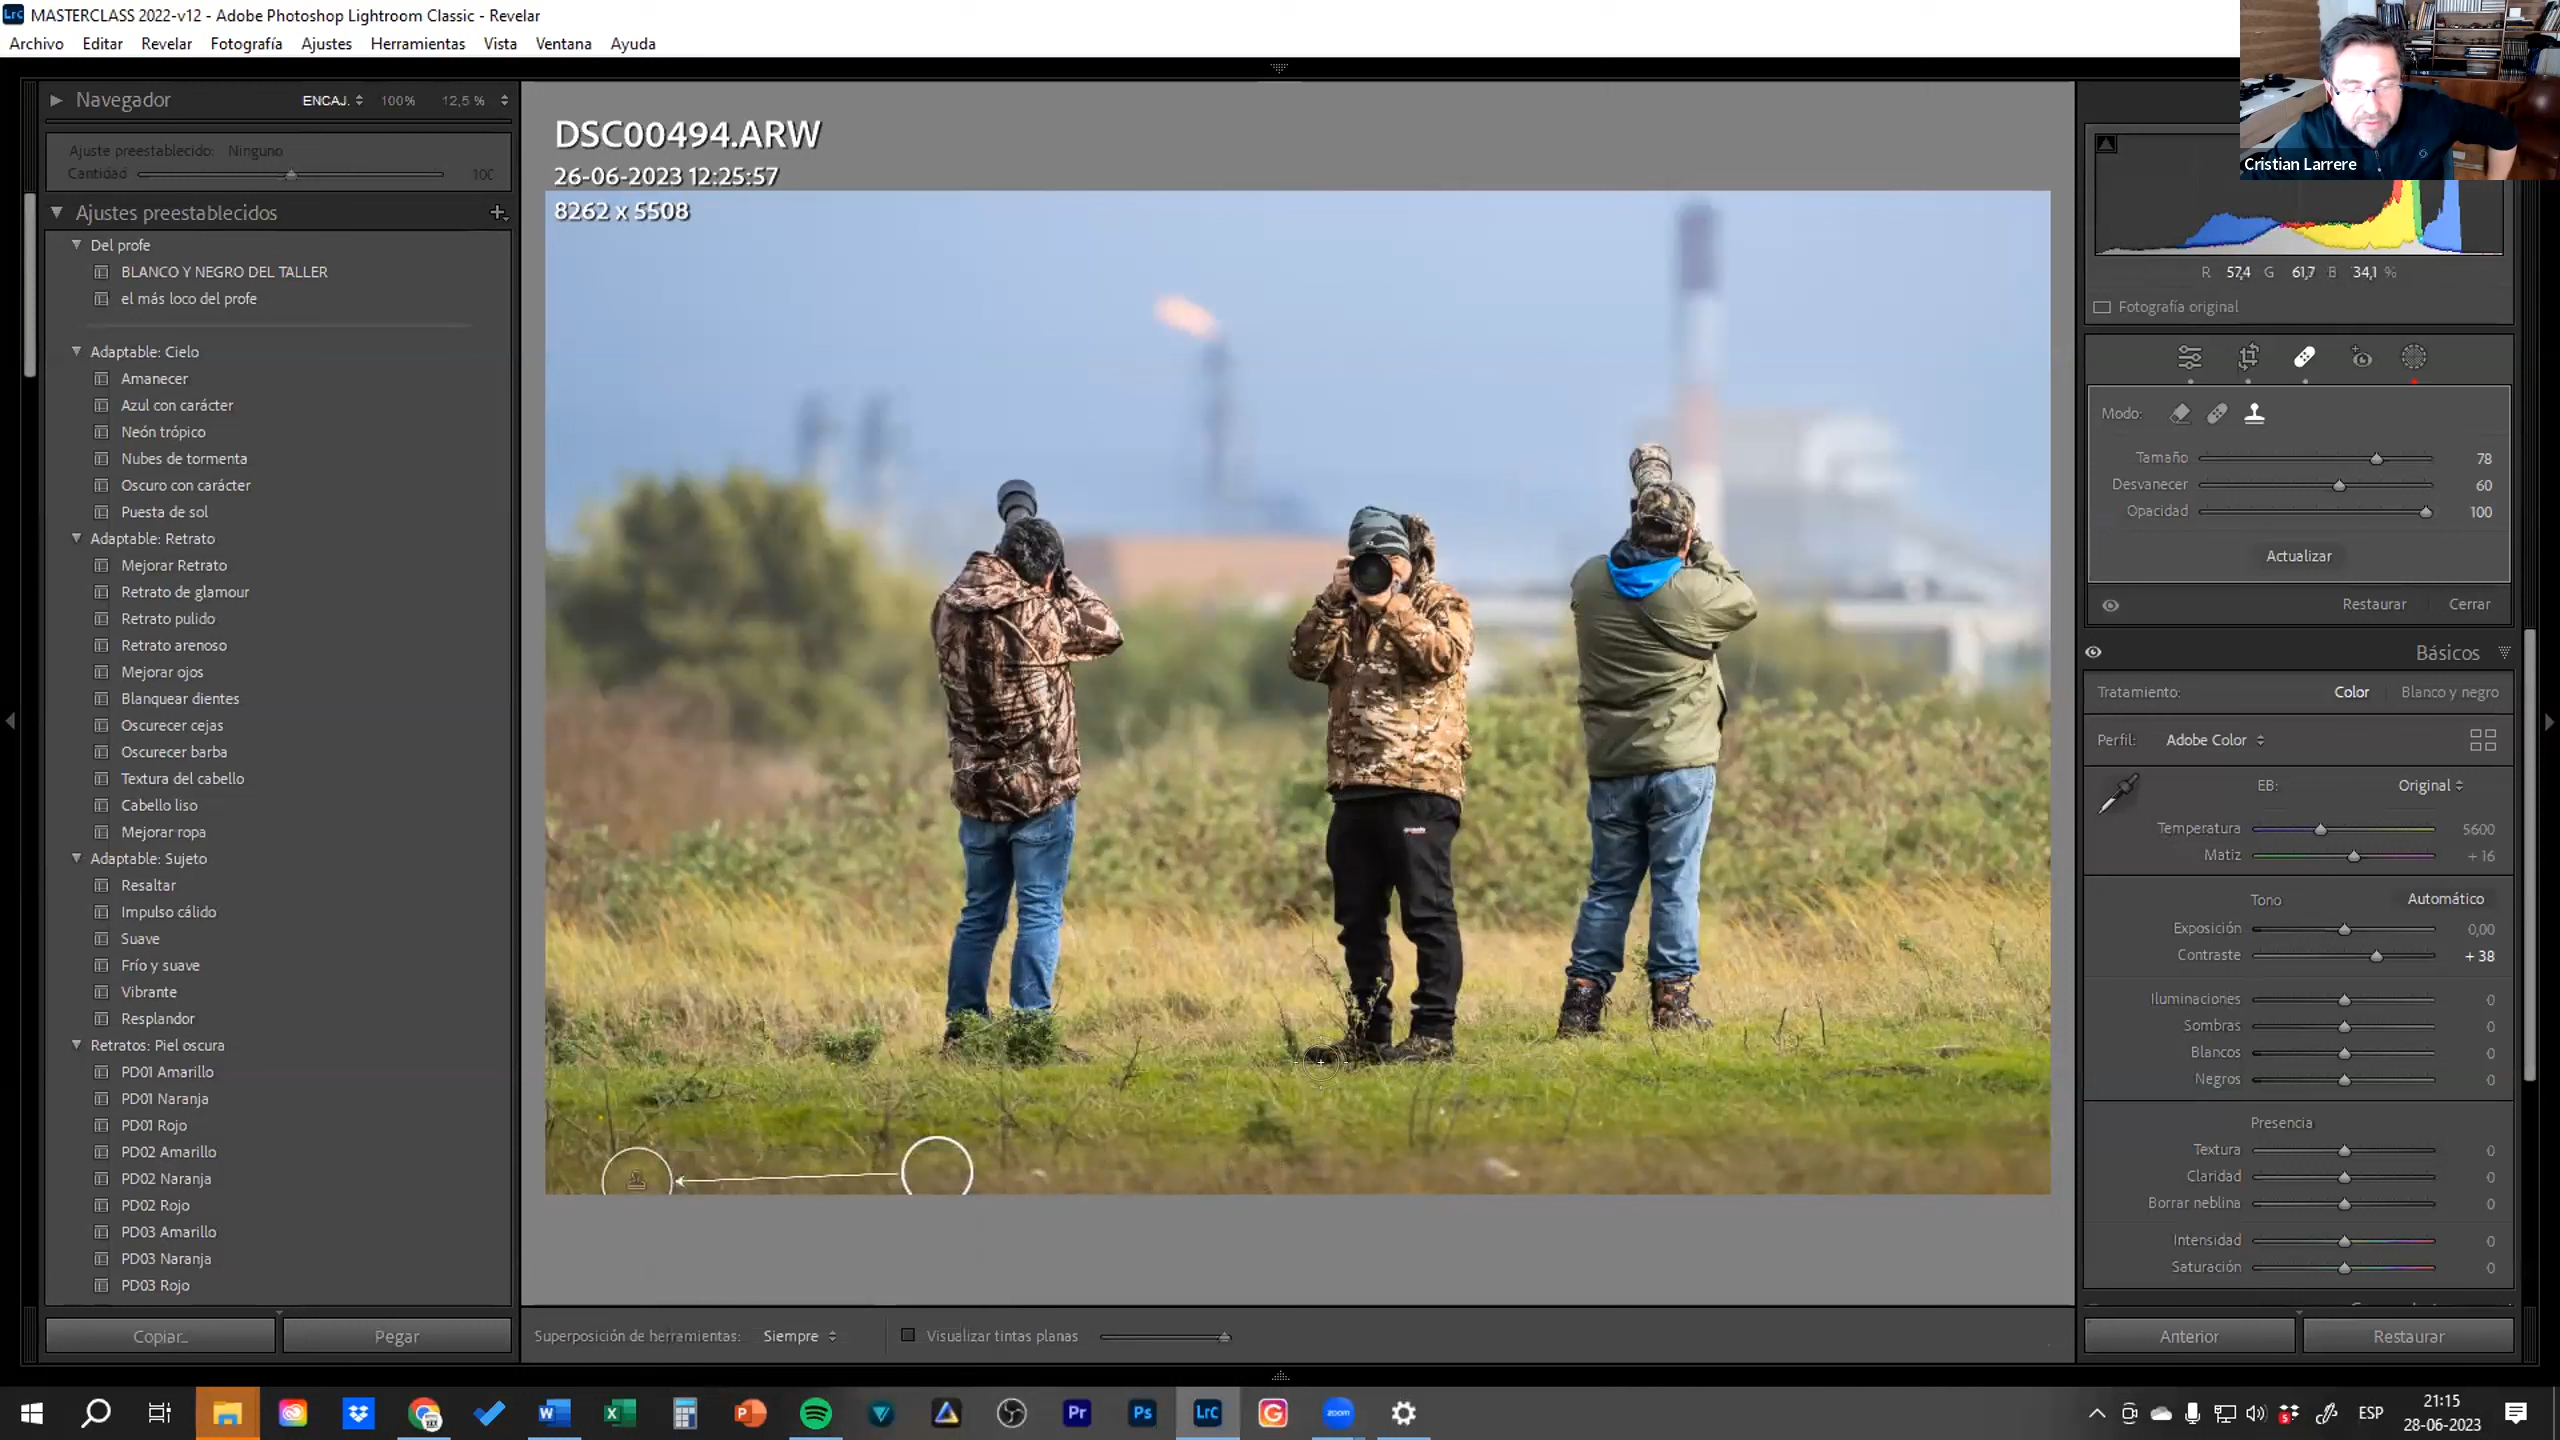 MASTERCLASS 2022-v12 - Adobe Photoshop Lightroom Classic - Revelar
Archivo Editar Revelar Fotografía Ajustes Herramientas Vista Ventana Ayuda
Navegador ENCAJ. 100% 12,5 %
Ajuste preestablecido: Ninguno
Cantidad 100
Ajustes preestablecidos
Del profe
BLANCO Y NEGRO DEL TALLER
el más loco del profe
Adaptable: Cielo
Amanecer
Azul con carácter
Neón trópico
Nubes de tormenta
Oscuro con carácter
Puesta de sol
Adaptable: Retrato
Mejorar Retrato
Retrato de glamour
Retrato pulido
Retrato arenoso
Mejorar ojos
Blanquear dientes
Oscurecer cejas
Oscurecer barba
Textura del cabello
Cabello liso
Mejorar ropa
Adaptable: Sujeto
Resaltar
Impulso cálido
Suave
Frío y suave
Vibrante
Resplandor
Retratos: Piel oscura
PD01 Amarillo
PD01 Naranja
PD01 Rojo
PD02 Amarillo
PD02 Naranja
PD02 Rojo
PD03 Amarillo
PD03 Naranja
PD03 Rojo
Copiar... Pegar
DSC00494.ARW
26-06-2023 12:25:57
8262 x 5508
Superposición de herramientas: Siempre Visualizar tintas planas
Cristian Larrere
R 57,4 G 61,7 B 34,1 %
Fotografía original
Modo:
Tamaño 78
Desvanecer 60
Opacidad 100
Actualizar
Restaurar Cerrar
Básicos
Tratamiento: Color Blanco y negro
Perfil: Adobe Color
EB: Original
Temperatura 5600
Matiz + 16
Tono Automático
Exposición 0,00
Contraste + 38
Iluminaciones 0
Sombras 0
Blancos 0
Negros 0
Presencia
Textura 0
Claridad 0
Borrar neblina 0
Intensidad 0
Saturación 0
Anterior Restaurar
Pr Ps LrC zoom
ESP
21:15
28-06-2023